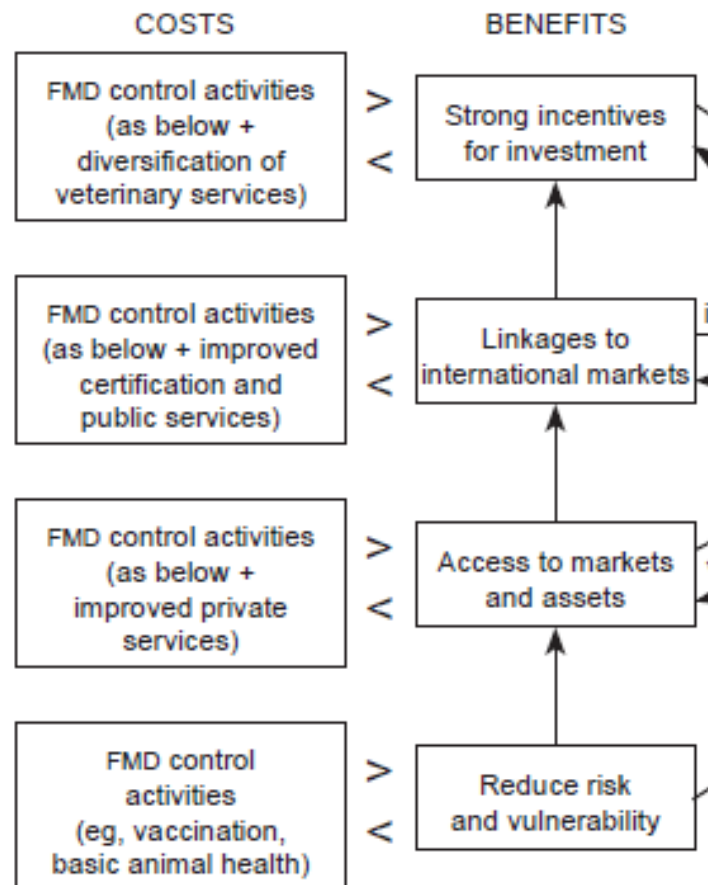 COSTS
BENEFITS
FMD control activities
(as below +
diversification of
veterinary services)
>
<
Strong incentives
for investment
FMD control activities
(as below + improved
certification and
public services)
>
<
Linkages to
international markets
FMD control activities
(as below +
improved private
services)
>
<
Access to markets
and assets
FMD control
activities
(eg, vaccination,
basic animal health)
>
<
Reduce risk
and vulnerability